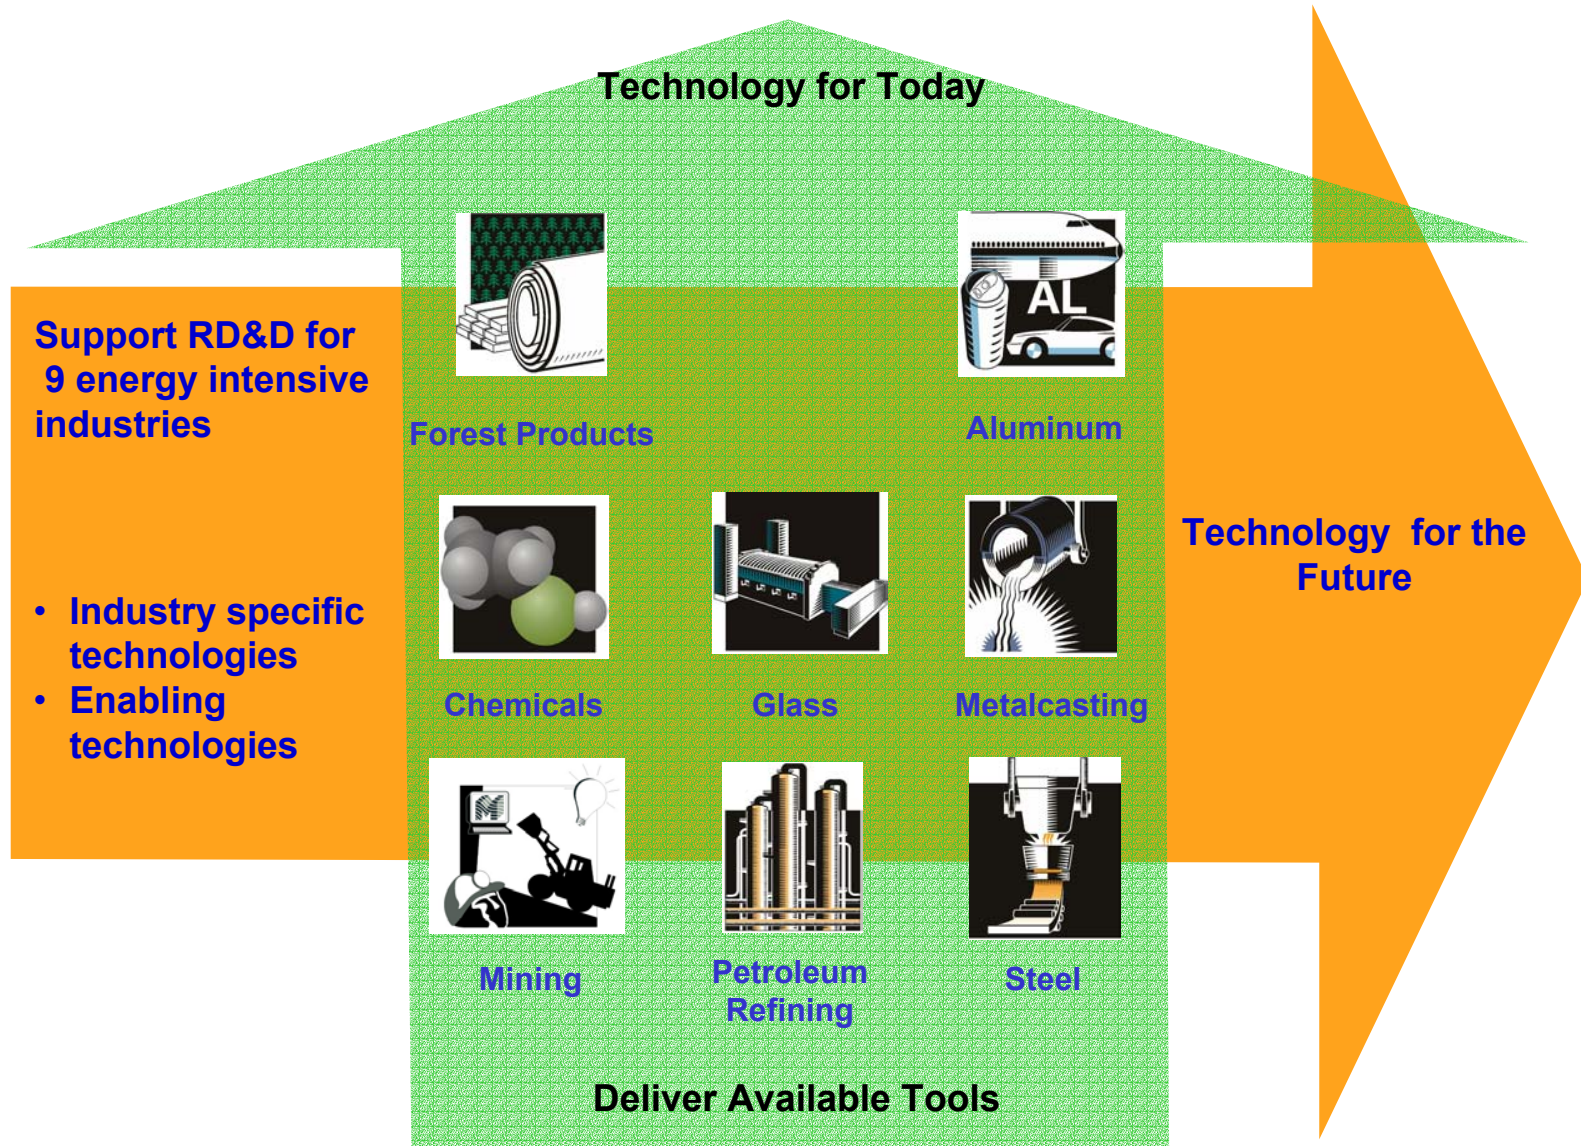 Technology for Today
AL
Support RD&D for
9 energy intensive
industries
Forest Products
Aluminum
• Industry specific
technologies
• Enabling
technologies
Technology for the
Future
Chemicals
Glass
Metalcasting
M
Mining
Petroleum
Refining
Steel
Deliver Available Tools